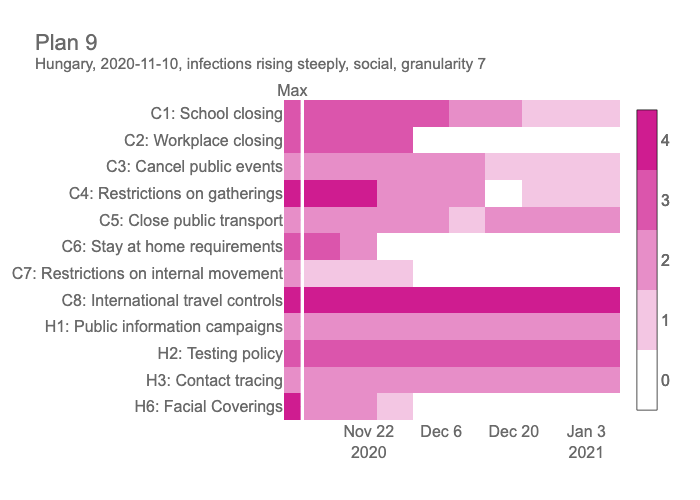 Plan 9
Hungary, 2020-11-10, infections rising steeply, social, granularity 7
Max
C1: School closing
C2: Workplace closing
C3: Cancel public events
C4: Restrictions on gatherings
C5: Close public transport
C6: Stay at home requirements
C7: Restrictions on internal movement
C8: International travel controls
H1: Public information campaigns
H2: Testing policy
H3: Contact tracing
H6: Facial Coverings
4
3
2
1
0
Nov 22 Dec 6 Dec 20 Jan 3
2020 2021